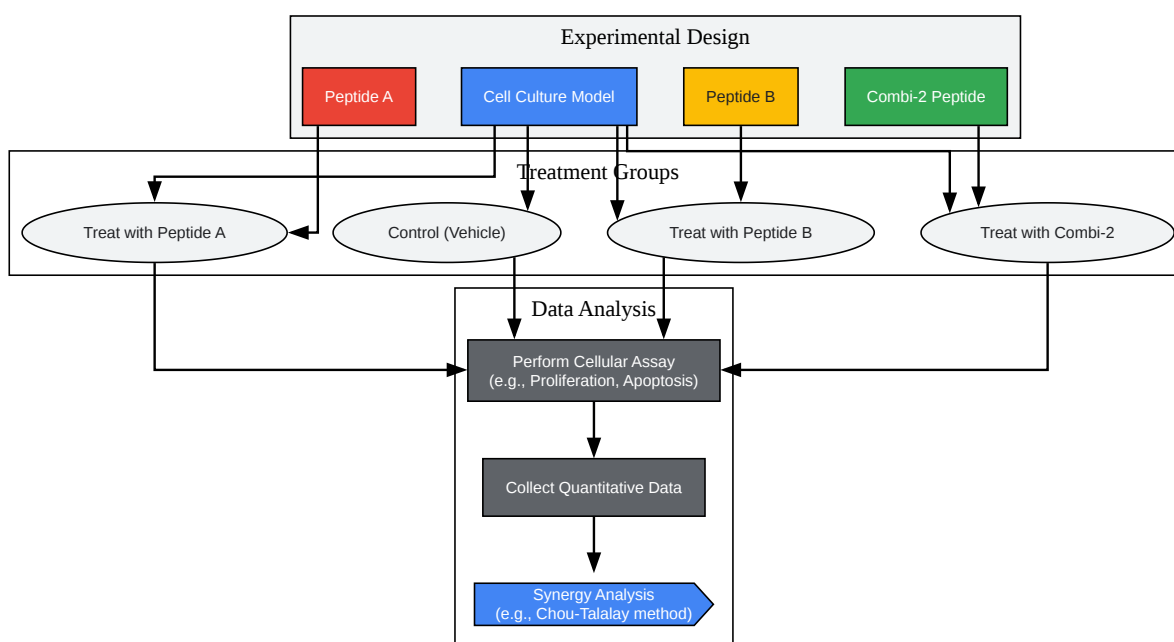 Experimental Design
Peptide A
Cell Culture Model
Peptide B
Combi-2 Peptide
Treatment Groups
Treat with Peptide A
Control (Vehicle)
Treat with Peptide B
Treat with Combi-2
Data Analysis
Perform Cellular Assay
(e.g., Proliferation, Apoptosis)
Collect Quantitative Data
Synergy Analysis
(e.g., Chou-Talalay method)